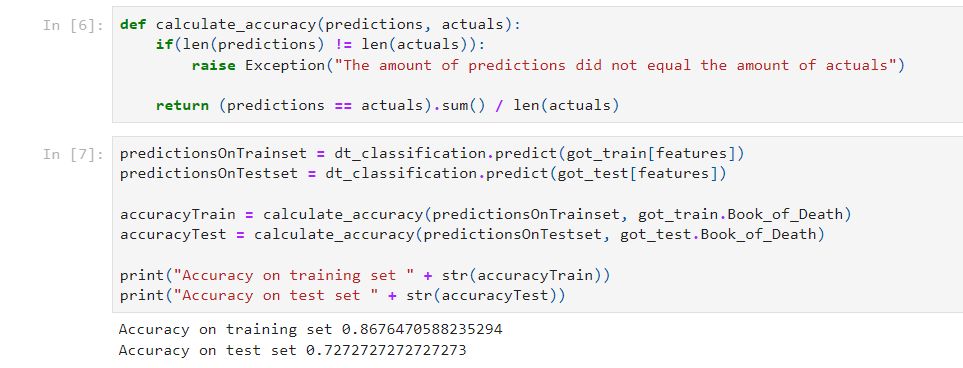 In [6]: def calculate_accuracy(predictions, actuals):
    if(len(predictions) != len(actuals)):
        raise Exception("The amount of predictions did not equal the amount of actuals")
    return (predictions == actuals).sum() / len(actuals)
In [7]: predictionsOnTrainset = dt_classification.predict(got_train[features])
predictionsOnTestset = dt_classification.predict(got_test[features])
accuracyTrain = calculate_accuracy(predictionsOnTrainset, got_train.Book_of_Death)
accuracyTest = calculate_accuracy(predictionsOnTestset, got_test.Book_of_Death)
print("Accuracy on training set " + str(accuracyTrain))
print("Accuracy on test set " + str(accuracyTest))
Accuracy on training set 0.8676470588235294
Accuracy on test set 0.7272727272727273